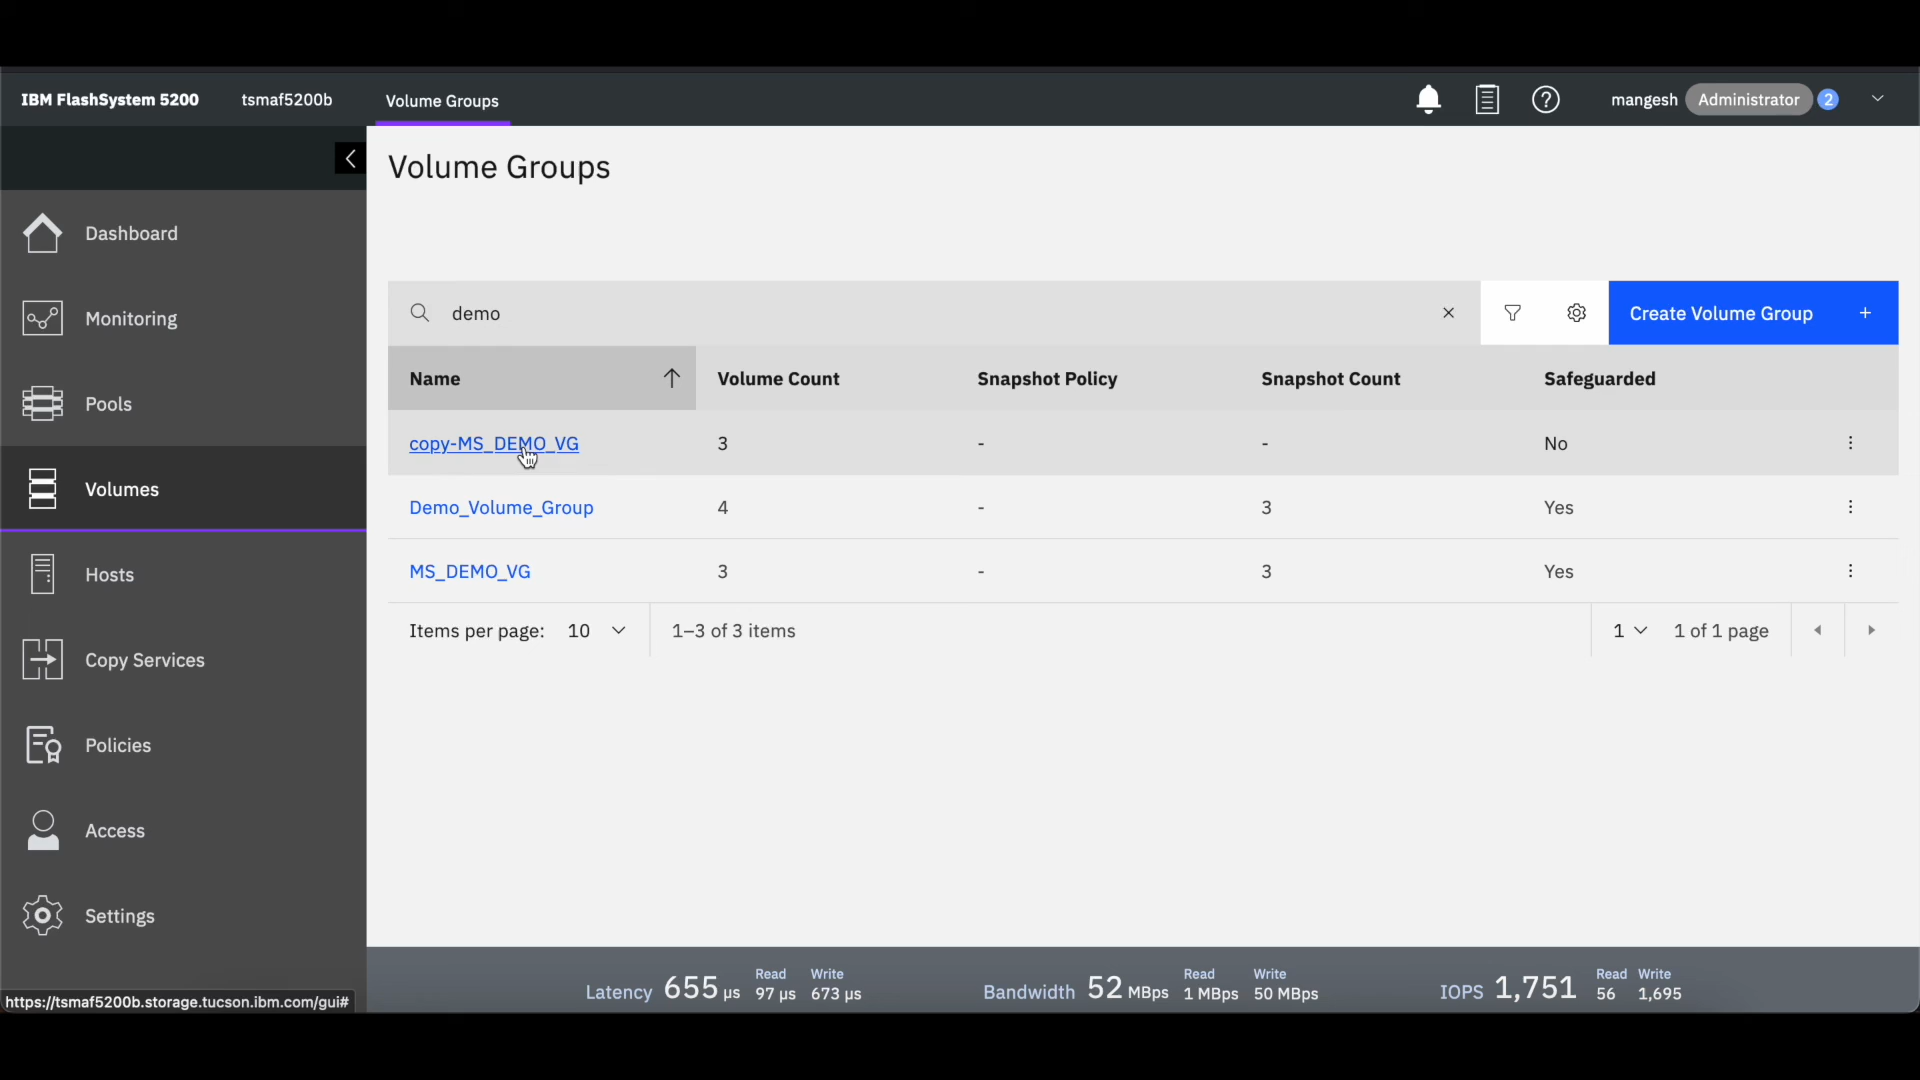 IBM FlashSystem 5200 tsmaf5200b Volume Groups mangesh Administrator 2
Volume Groups
Dashboard
Monitoring
Pools
Volumes
Hosts
Copy Services
Policies
Access
Settings
demo Create Volume Group +
Name Volume Count Snapshot Policy Snapshot Count Safeguarded
copy-MS_DEMO_VG 3 - - No
Demo_Volume_Group 4 - 3 Yes
MS_DEMO_VG 3 - 3 Yes
Items per page: 10 1–3 of 3 items 1 1 of 1 page
Latency 655 µs Read 97 µs Write 673 µs
Bandwidth 52 MBps Read 1 MBps Write 50 MBps
IOPS 1,751 Read 56 Write 1,695
https://tsmaf5200b.storage.tucson.ibm.com/gui#